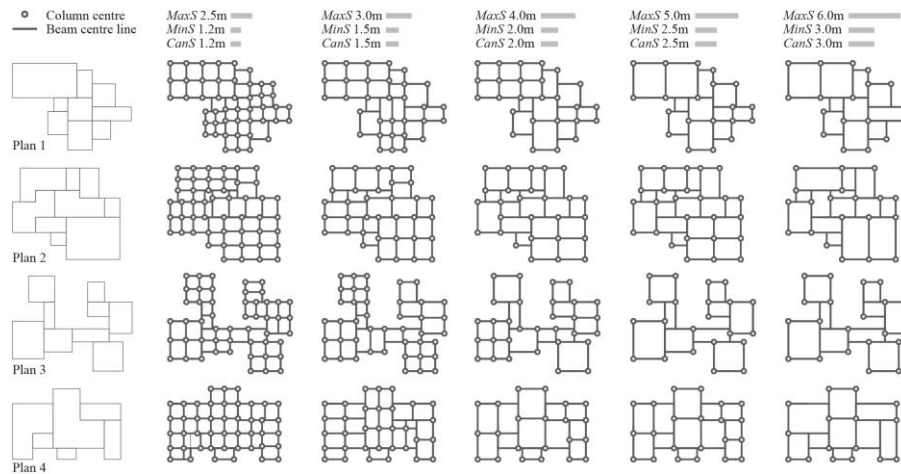 Column centre
Beam centre line
MaxS 2.5m
MinS 1.2m
CanS 1.2m
MaxS 3.0m
MinS 1.5m
CanS 1.5m
MaxS 4.0m
MinS 2.0m
CanS 2.0m
MaxS 5.0m
MinS 2.5m
CanS 2.5m
MaxS 6.0m
MinS 3.0m
CanS 3.0m
Plan 1
Plan 2
Plan 3
Plan 4